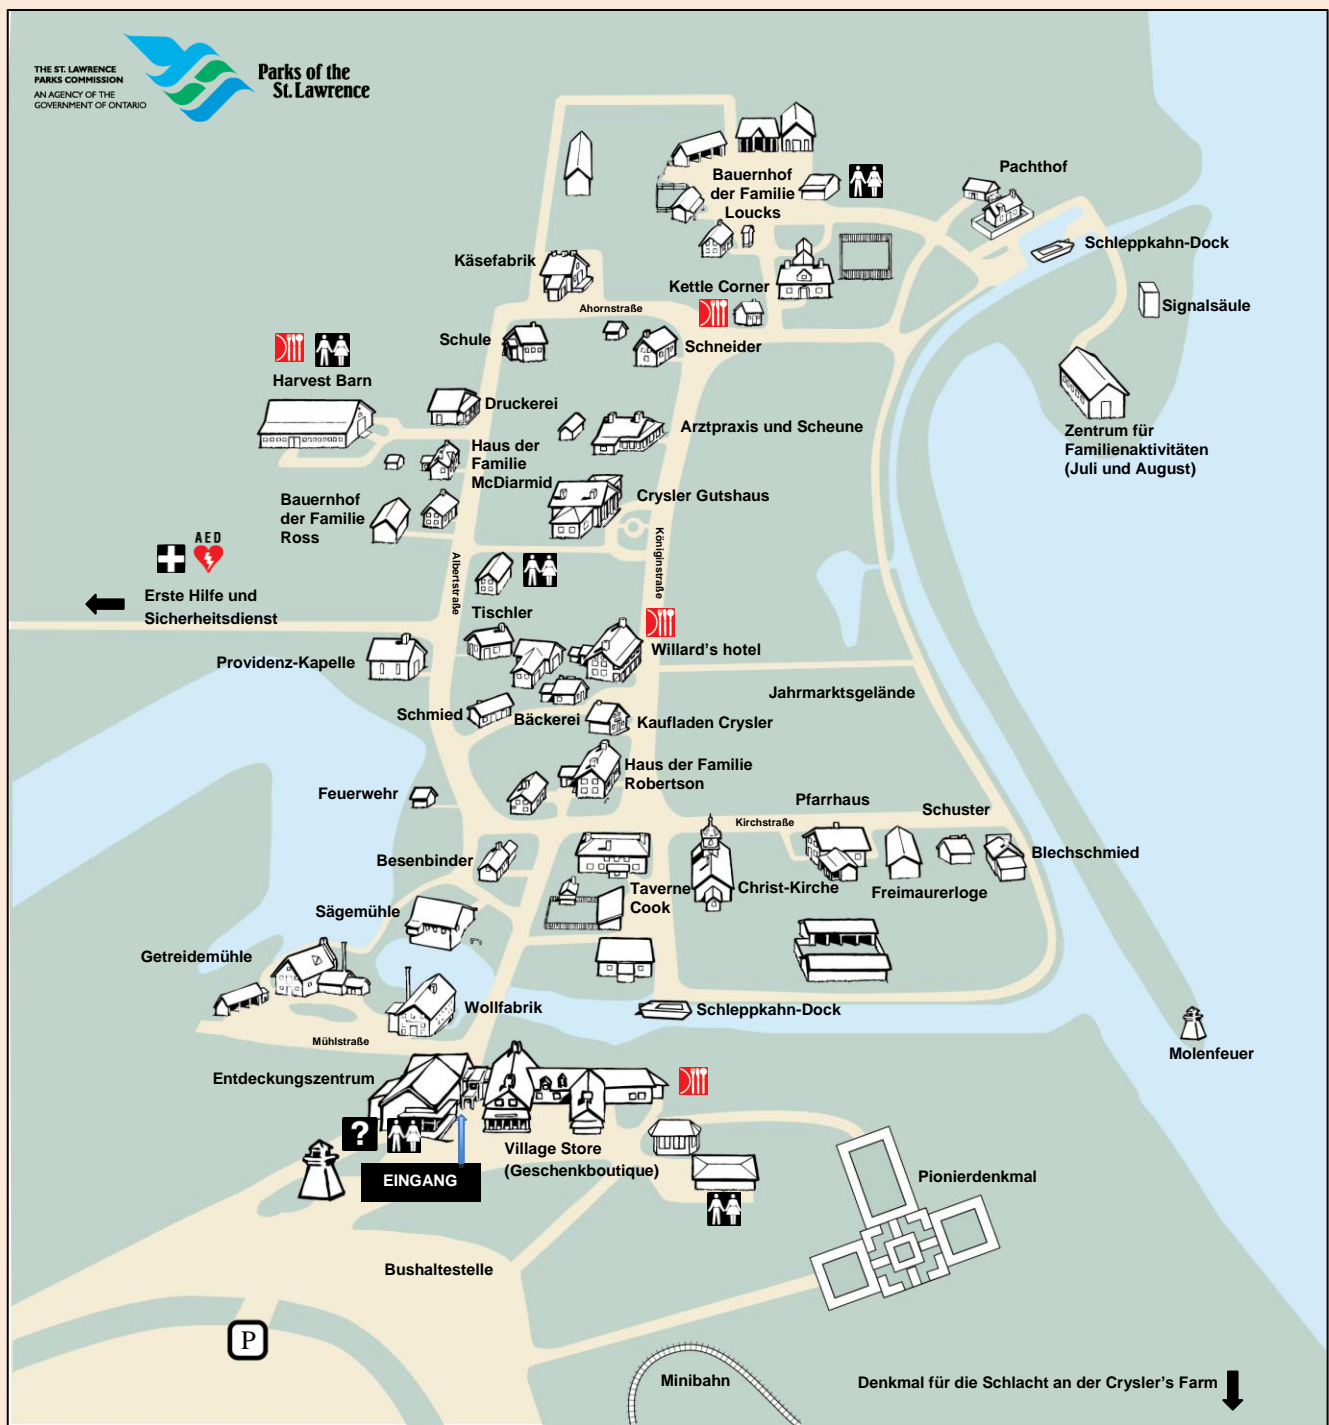 THE ST. LAWRENCE
PARKS COMMISSION
AN AGENCY OF THE
GOVERNMENT OF ONTARIO
Parks of the
St. Lawrence
Pachthof
Bauernhof
der Familie
Loucks
Schleppkahn-Dock
Käsefabrik
Kettle Corner
Signalsäule
Ahornstraße
Schule
Schneider
Harvest Barn
Druckerei
Arztpraxis und Scheune
Zentrum für
Familienaktivitäten
(Juli und August)
Haus der
Familie
McDiarmid
Crysler Gutshaus
Bauernhof
der Familie
Ross
AED
Königinstraße
Albertstraße
Erste Hilfe und
Sicherheitsdienst
Tischler
Willard's hotel
Providenz-Kapelle
Jahrmarktsgelände
Schmied
Bäckerei
Kaufladen Crysler
Haus der Familie
Robertson
Feuerwehr
Pfarrhaus
Schuster
Kirchstraße
Besenbinder
Blechschmied
Taverne
Cook
Christ-Kirche
Freimaurerloge
Sägemühle
Getreidemühle
Wollfabrik
Schleppkahn-Dock
Mühlstraße
Molenfeuer
Entdeckungszentrum
?
Village Store
(Geschenkboutique)
EINGANG
Pionierdenkmal
Bushaltestelle
P
Minibahn
Denkmal für die Schlacht an der Crysler's Farm